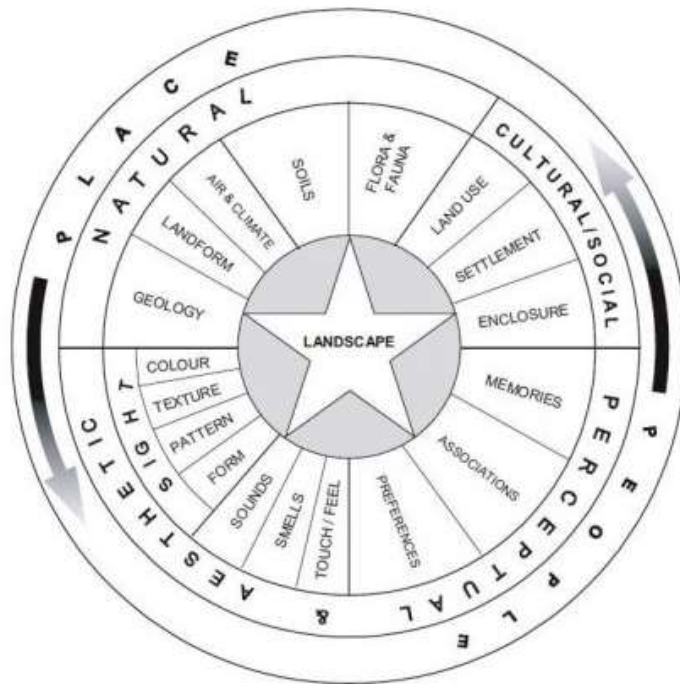 PLACE
NATURAL
CULTURAL/SOCIAL
GEOLOGY
LANDFORM
AIR & CLIMATE
SOILS
FLORA &
FAUNA
LAND USE
SETTLEMENT
ENCLOSURE
LANDSCAPE
MEMORIES
ASSOCIATIONS
PREFERENCES
TOUCH / FEEL
SMELLS
SOUNDS
FORM
PATTERN
TEXTURE
COLOUR
SIGHT
AESTHETIC & PERCEPTUAL
PEOPLE